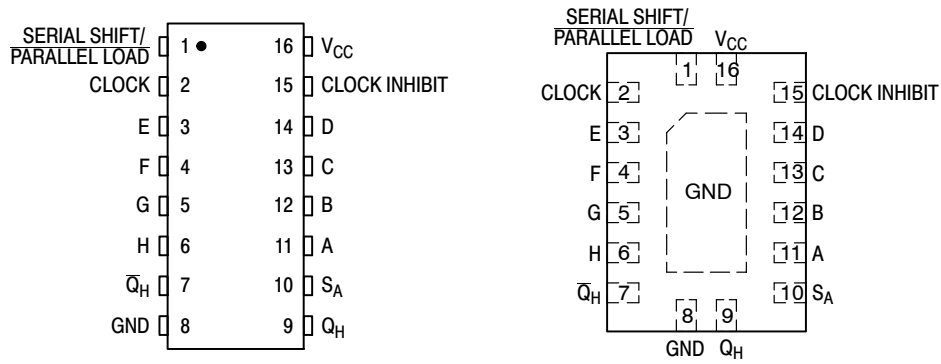 SERIAL SHIFT/
PARALLEL LOAD 1 16 VCC
CLOCK 2 15 CLOCK INHIBIT
E 3 14 D
F 4 13 C
G 5 12 B
H 6 11 A
Q̅H 7 10 SA
GND 8 9 QH
SERIAL SHIFT/
PARALLEL LOAD VCC
1 16
CLOCK 2 15 CLOCK INHIBIT
E 3 14 D
F 4 13 C
GND
G 5 12 B
H 6 11 A
Q̅H 7 10 SA
8 9
GND QH